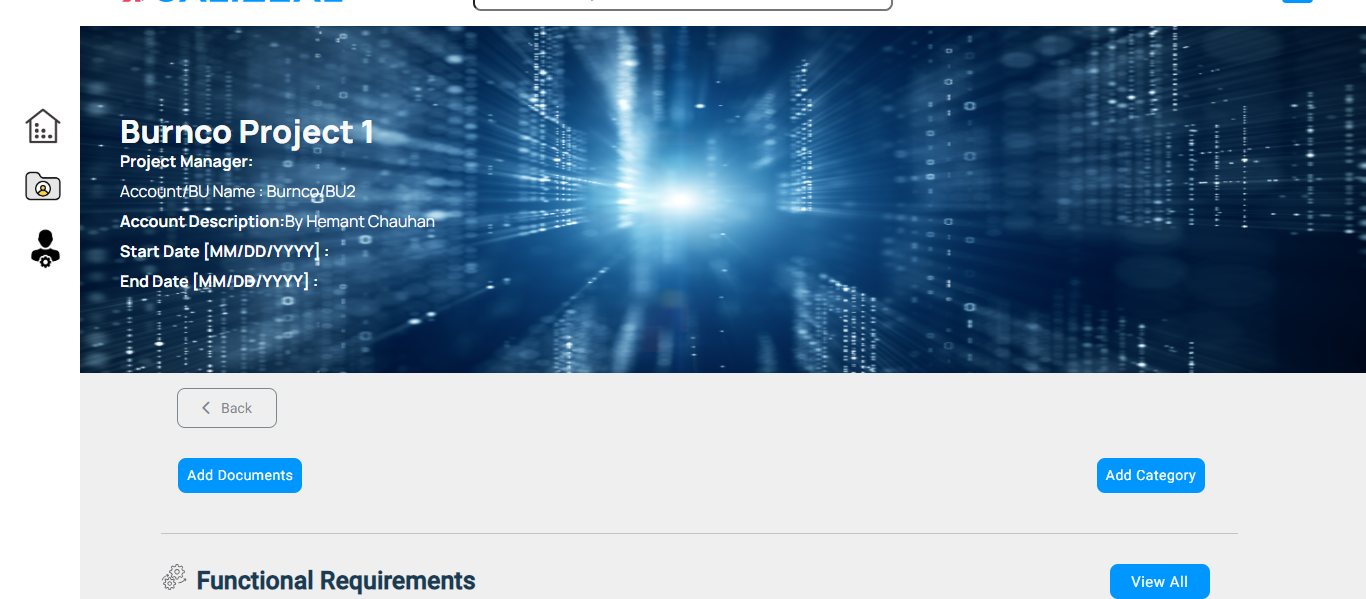 Burnco Project 1
Project Manager:
Account/BU Name : Burnco/BU2
Account Description:By Hemant Chauhan
Start Date [MM/DD/YYYY] :
End Date [MM/DD/YYYY] :
Back
Add Documents
Add Category
Functional Requirements
View All